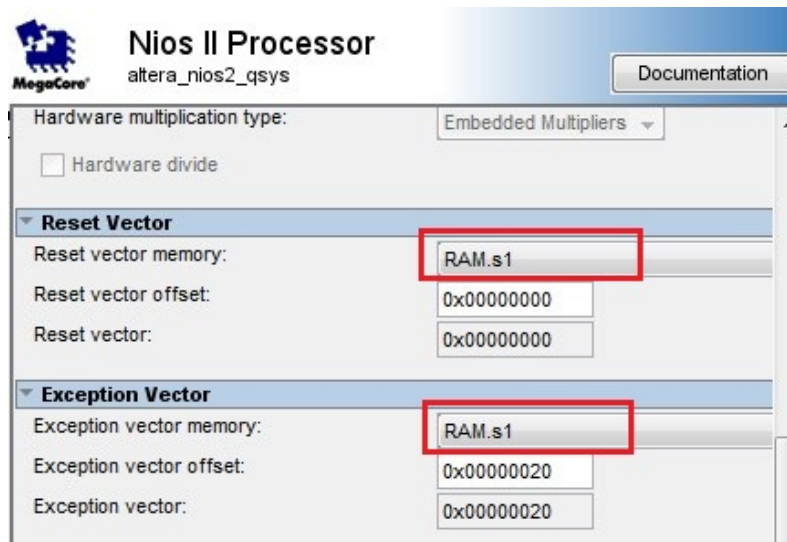 Nios II Processor
MegaCore®
altera_nios2_qsys
Documentation
Hardware multiplication type:
Embedded Multipliers
Hardware divide
Reset Vector
Reset vector memory:
RAM.s1
Reset vector offset:
0x00000000
Reset vector:
0x00000000
Exception Vector
Exception vector memory:
RAM.s1
Exception vector offset:
0x00000020
Exception vector:
0x00000020